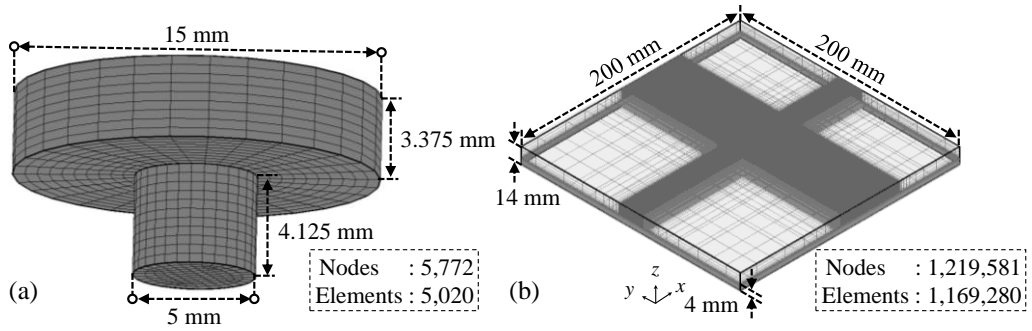 15 mm
3.375 mm
4.125 mm
5 mm
Nodes : 5,772
Elements : 5,020
(a)
200 mm
200 mm
14 mm
4 mm
z
y
x
Nodes : 1,219,581
Elements : 1,169,280
(b)